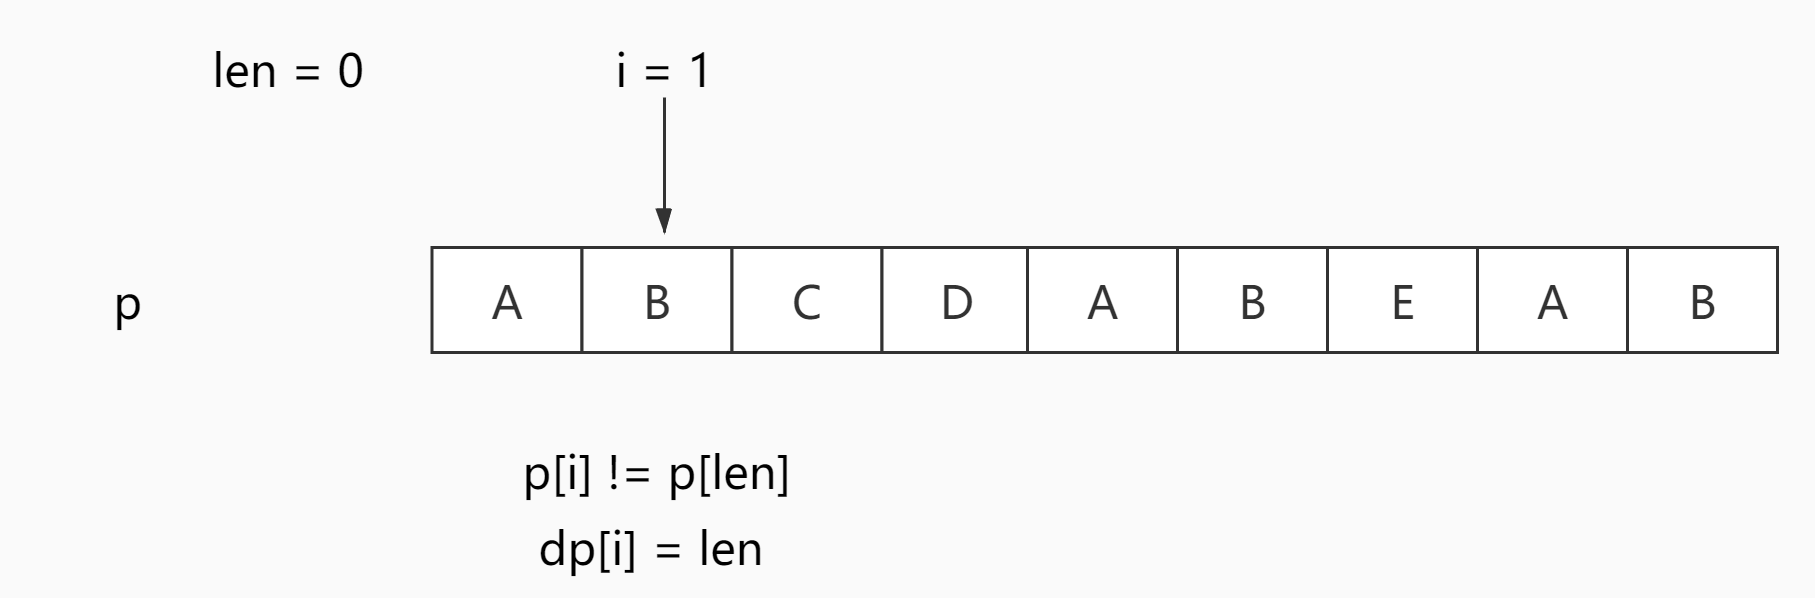 len = 0 i = 1
p A B C D A B E A B
p[i] != p[len]
dp[i] = len